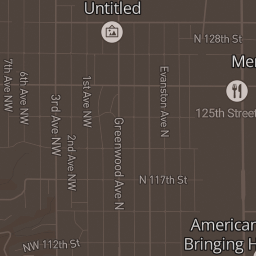 Untitled
N 128th St
Mer
125th Street
7th Ave NW
6th Ave NW
3rd Ave NW
2nd Ave NW
1st Ave NW
Greenwood Ave N
Evanston Ave N
N 117th St
American
Bringing H
NW 112th St